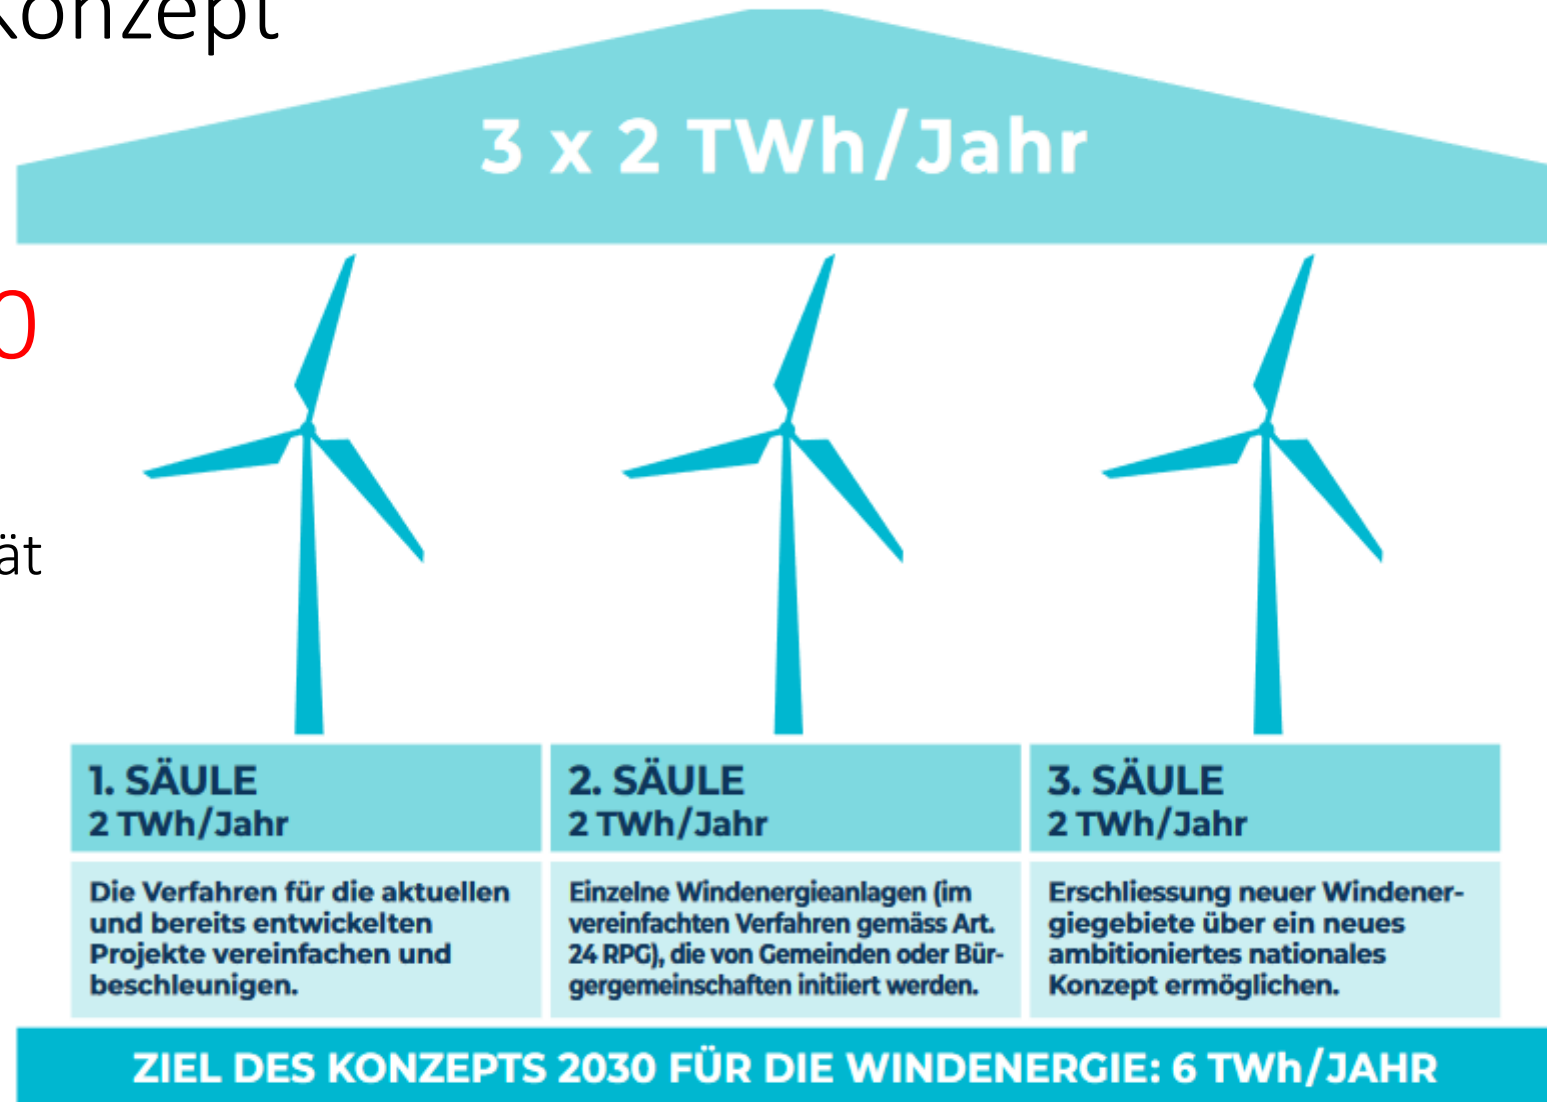 Konzept
3 x 2 TWh/Jahr
0
ät
1. SÄULE
2 TWh/Jahr
Die Verfahren für die aktuellen
und bereits entwickelten
Projekte vereinfachen und
beschleunigen.
2. SÄULE
2 TWh/Jahr
Einzelne Windenergieanlagen (im
vereinfachten Verfahren gemäss Art.
24 RPG), die von Gemeinden oder Bür-
gergemeinschaften initiiert werden.
3. SÄULE
2 TWh/Jahr
Erschliessung neuer Windener-
giegebiete über ein neues
ambitioniertes nationales
Konzept ermöglichen.
ZIEL DES KONZEPTS 2030 FÜR DIE WINDENERGIE: 6 TWh/JAHR